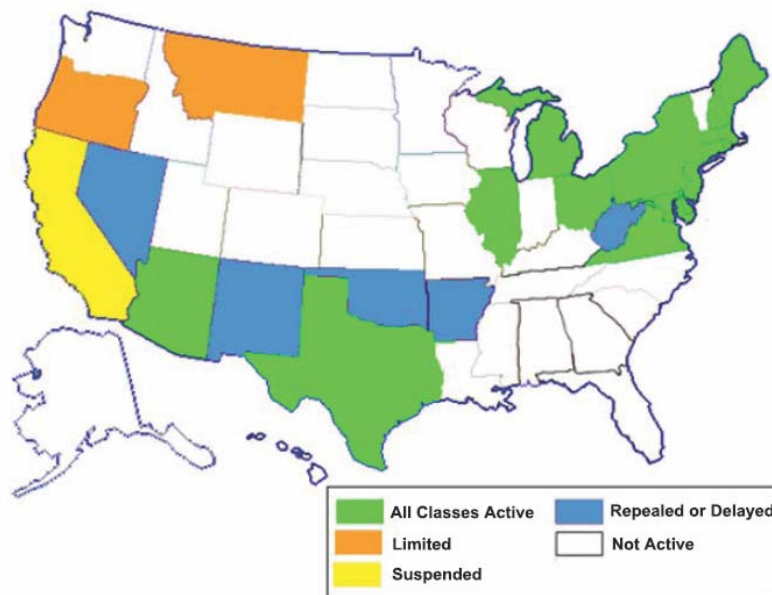 All Classes Active
Repealed or Delayed
Limited
Not Active
Suspended